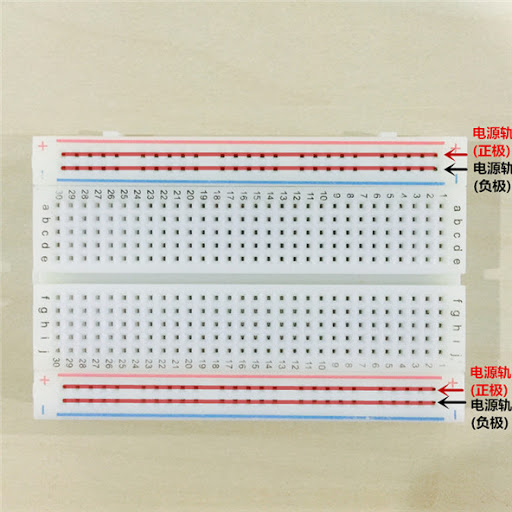 电源轨
(正极)
+ +
电源轨
(负极)
- -
30 29 28 27 26 25 24 23 22 21 20 19 18 17 16 15 14 13 12 11 10 9 8 7 6 5 4 3 2 1
a a
b b
c c
d d
e e
f f
g g
h h
i i
j j
30 29 28 27 26 25 24 23 22 21 20 19 18 17 16 15 14 13 12 11 10 9 8 7 6 5 4 3 2
电源轨
+ +
(正极)
电源轨
- -
(负极)